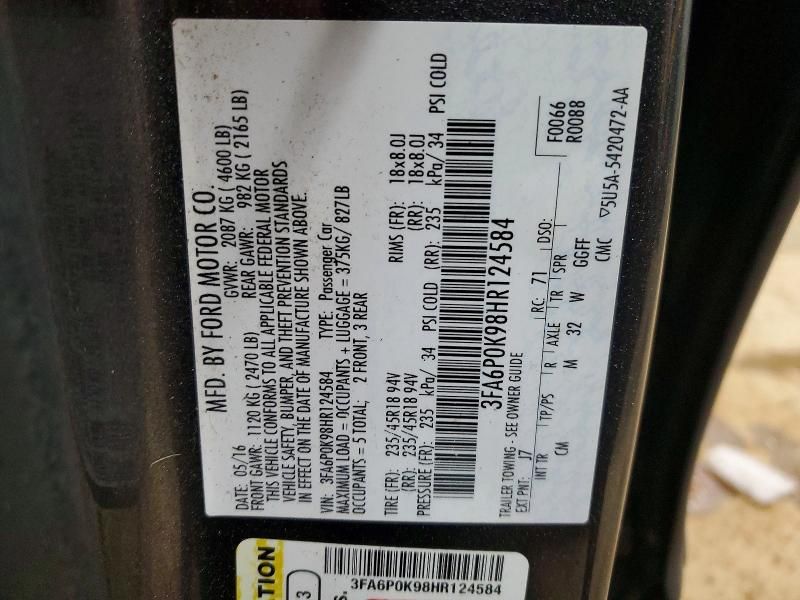 MFD. BY FORD MOTOR CO.
DATE: 05/16 GVWR: 2087 KG ( 4600 LB)
FRONT GAWR: 1120 KG ( 2470 LB) REAR GAWR: 982 KG ( 2165 LB)
THIS VEHICLE CONFORMS TO ALL APPLICABLE FEDERAL MOTOR
VEHICLE SAFETY, BUMPER, AND THEFT PREVENTION STANDARDS
IN EFFECT ON THE DATE OF MANUFACTURE SHOWN ABOVE.
VIN: 3FA6P0K98HR124584 TYPE: Passenger Car
MAXIMUM LOAD = OCCUPANTS + LUGGAGE = 375KG/ 827LB
OCCUPANTS = 5 TOTAL; 2 FRONT, 3 REAR
TIRE (FR): 235/45R18 94V RIMS (FR): 18x8.0J
(RR): 235/45R18 94V (RR): 18x8.0J
PRESSURE (FR): 235 kPa/ 34 PSI COLD (RR): 235 kPa/ 34 PSI COLD
3FA6P0K98HR124584
TRAILER TOWING - SEE OWNER GUIDE F0066
EXT PNT: J7 RC: 71 DSO: R0088
INT TR TP/PS R AXLE TR SPR
CM M 32 W GGFF
CMC ▽5U5A-5420472-AA
3FA6P0K98HR124584